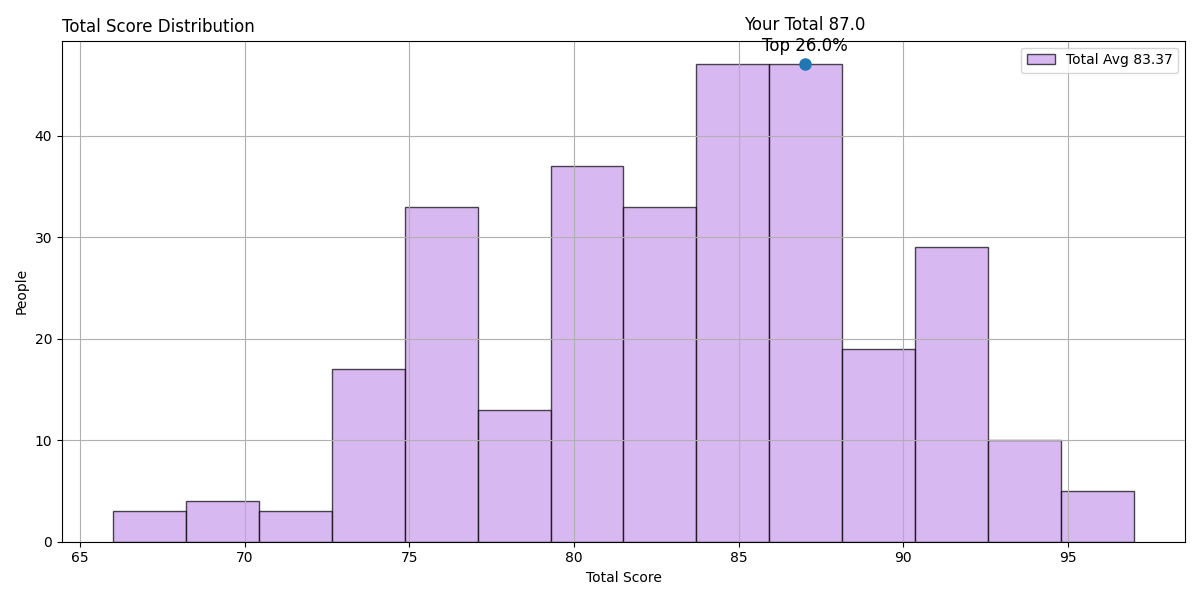 Total Score Distribution
Your Total 87.0
Top 26.0%
Total Avg 83.37
People
40
30
20
10
0
65 70 75 80 85 90 95
Total Score